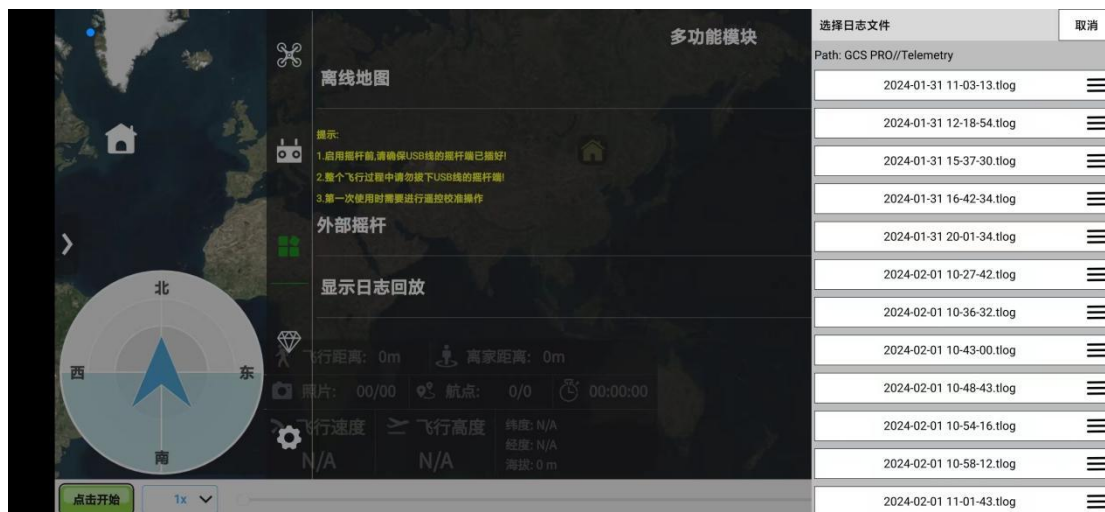 多功能模块
离线地图
提示:
1.启用摇杆前,请确保USB线的摇杆端已插好!
2.整个飞行过程中请勿拔下USB线的摇杆端!
3.第一次使用时需要进行遥控校准操作
外部摇杆
显示日志回放
北
西
东
南
飞行距离: 0m
离家距离: 0m
照片: 00/00
航点: 0/0
00:00:00
飞行速度
N/A
飞行高度
N/A
纬度: N/A
经度: N/A
海拔: 0 m
点击开始
1x
选择日志文件
取消
Path: GCS PRO//Telemetry
2024-01-31 11-03-13.tlog
2024-01-31 12-18-54.tlog
2024-01-31 15-37-30.tlog
2024-01-31 16-42-34.tlog
2024-01-31 20-01-34.tlog
2024-02-01 10-27-42.tlog
2024-02-01 10-36-32.tlog
2024-02-01 10-43-00.tlog
2024-02-01 10-48-43.tlog
2024-02-01 10-54-16.tlog
2024-02-01 10-58-12.tlog
2024-02-01 11-01-43.tlog